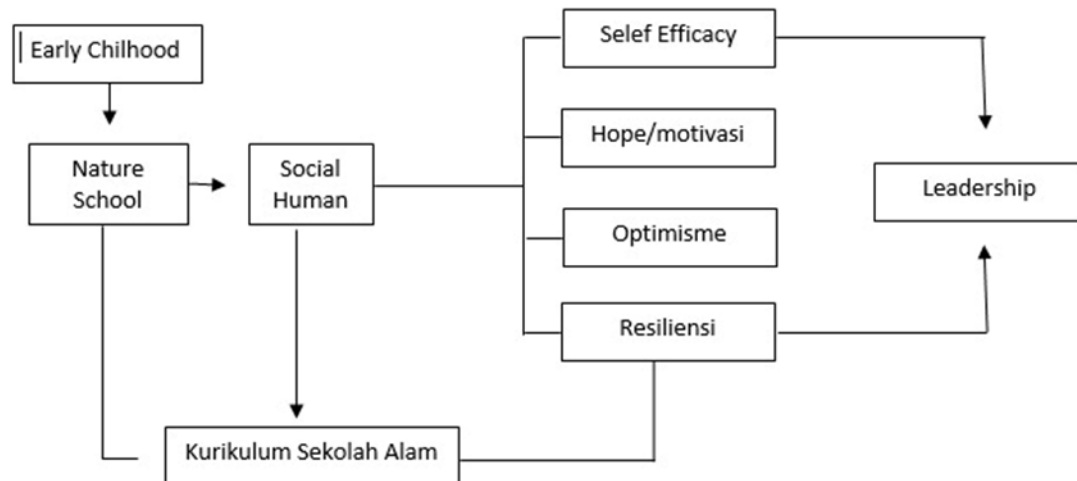 Early Chilhood
Selef Efficacy
Hope/motivasi
Nature
School
Social
Human
Leadership
Optimisme
Resiliensi
Kurikulum Sekolah Alam